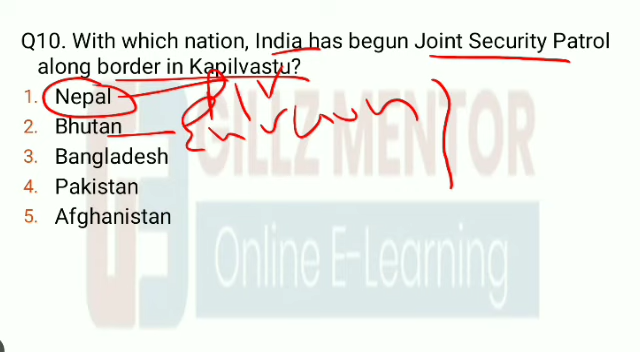 Q10. With which nation, India has begun Joint Security Patrol
along border in Kapilvastu?
1. Nepal
2. Bhutan
3. Bangladesh
4. Pakistan
5. Afghanistan
MENTOR
Online E-Learning